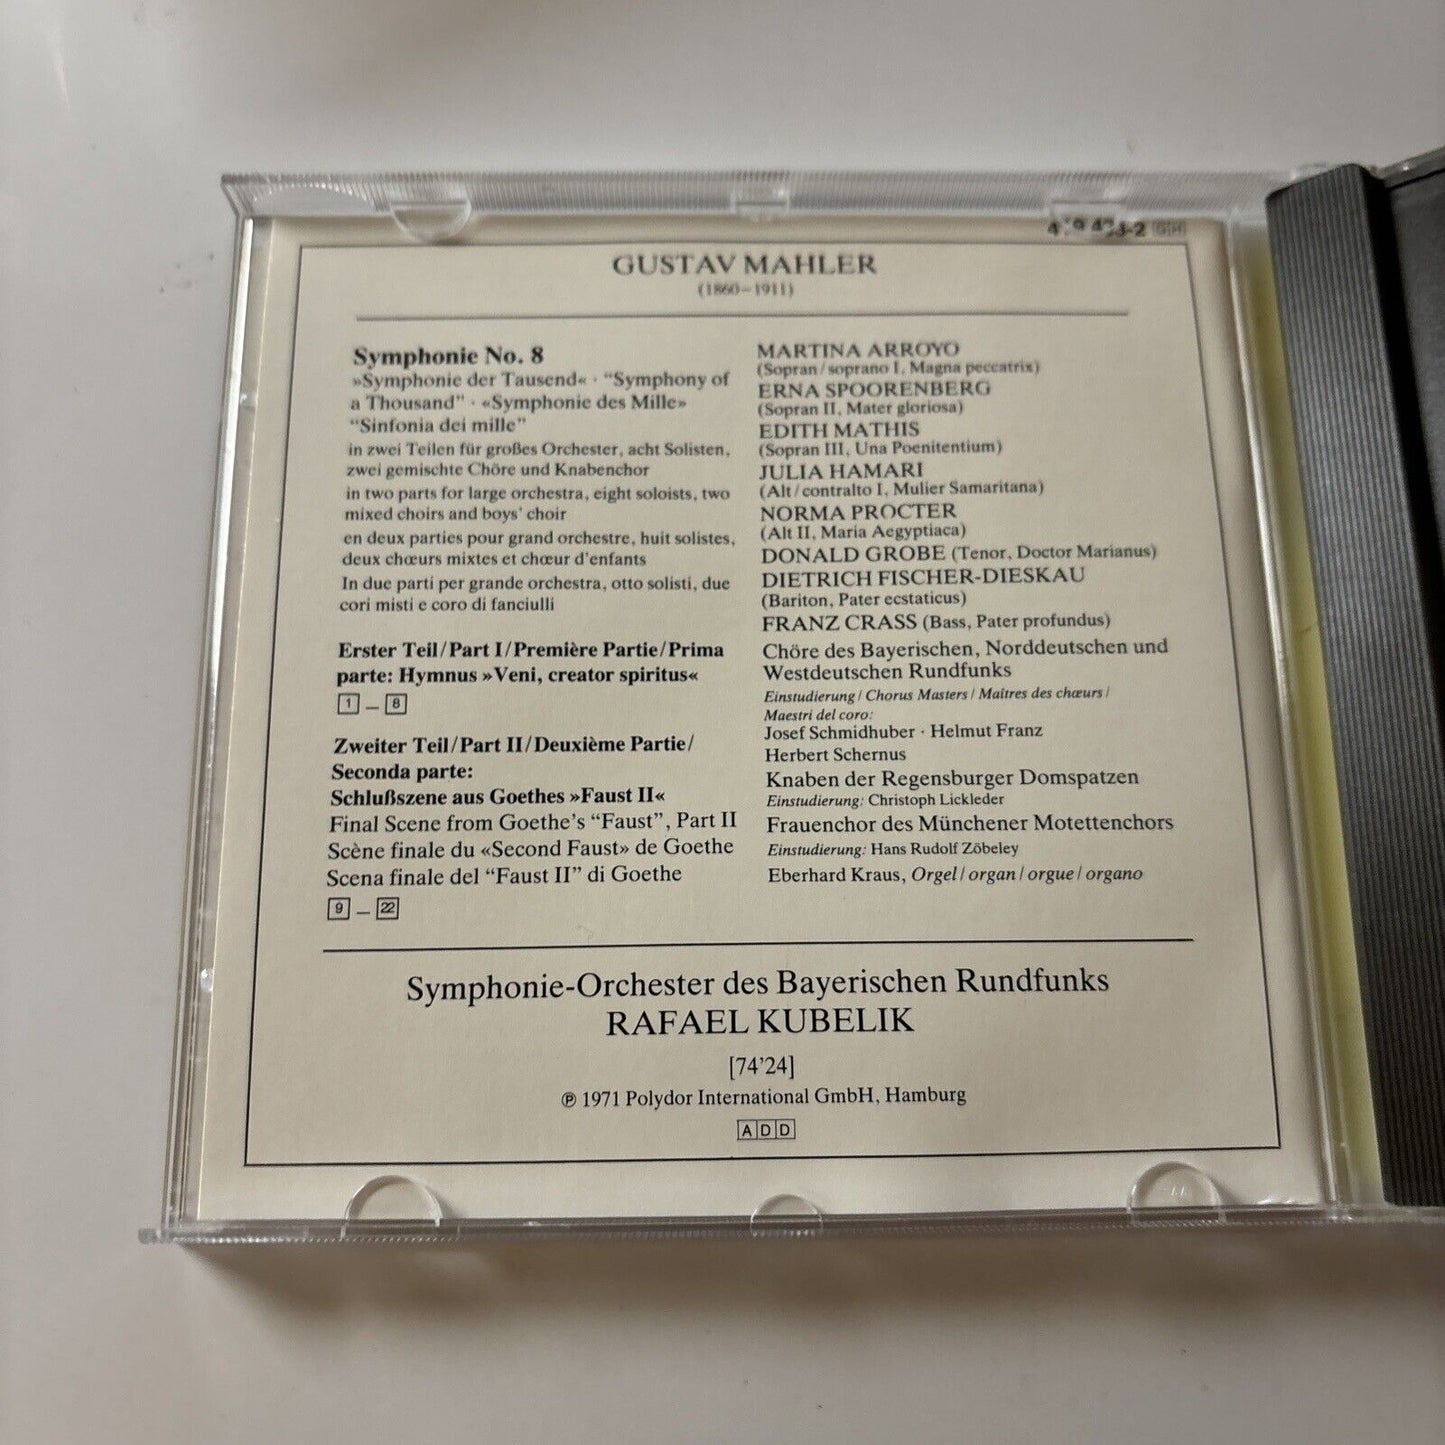 GH
GUSTAV MAHLER
(1860–1911)
Symphonie No. 8
»Symphonie der Tausend« · “Symphony of
a Thousand” · «Symphonie des Mille»
“Sinfonia dei mille”
in zwei Teilen für großes Orchester, acht Solisten,
zwei gemischte Chöre und Knabenchor
in two parts for large orchestra, eight soloists, two
mixed choirs and boys’ choir
en deux parties pour grand orchestre, huit solistes,
deux chœurs mixtes et chœur d’enfants
In due parti per grande orchestra, otto solisti, due
cori misti e coro di fanciulli
Erster Teil/Part I/Première Partie/Prima
parte: Hymnus »Veni, creator spiritus«
1 – 8
Zweiter Teil/Part II/Deuxième Partie/
Seconda parte:
Schlußszene aus Goethes »Faust II«
Final Scene from Goethe’s “Faust”, Part II
Scène finale du «Second Faust» de Goethe
Scena finale del “Faust II” di Goethe
9 – 22
MARTINA ARROYO
(Sopran/soprano I, Magna peccatrix)
ERNA SPOORENBERG
(Sopran II, Mater gloriosa)
EDITH MATHIS
(Sopran III, Una Poenitentium)
JULIA HAMARI
(Alt/contralto I, Mulier Samaritana)
NORMA PROCTER
(Alt II, Maria Aegyptiaca)
DONALD GROBE (Tenor, Doctor Marianus)
DIETRICH FISCHER-DIESKAU
(Bariton, Pater ecstaticus)
FRANZ CRASS (Bass, Pater profundus)
Chöre des Bayerischen, Norddeutschen und
Westdeutschen Rundfunks
Einstudierung/Chorus Masters/Maîtres des chœurs/
Maestri del coro:
Josef Schmidhuber · Helmut Franz
Herbert Schernus
Knaben der Regensburger Domspatzen
Einstudierung: Christoph Lickleder
Frauenchor des Münchener Motettenchors
Einstudierung: Hans Rudolf Zöbeley
Eberhard Kraus, Orgel/organ/orgue/organo
Symphonie-Orchester des Bayerischen Rundfunks
RAFAEL KUBELIK
[74’24]
℗ 1971 Polydor International GmbH, Hamburg
ADD